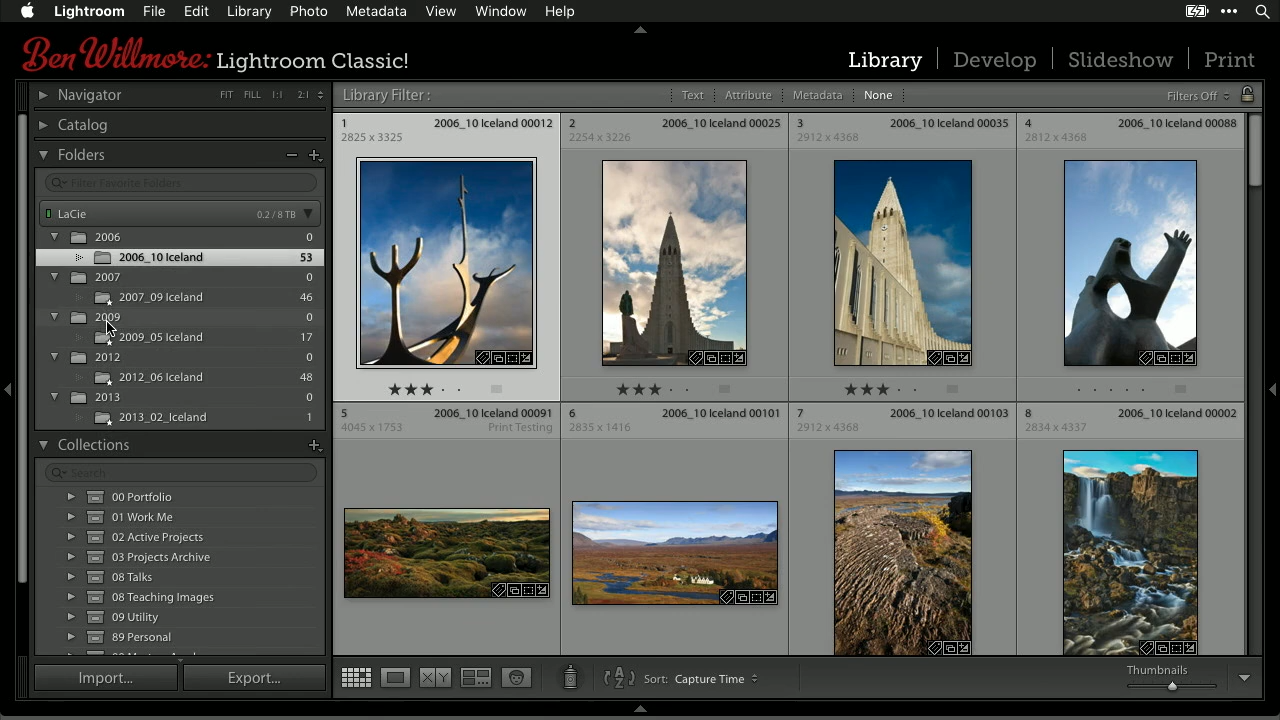 Lightroom File Edit Library Photo Metadata View Window Help
Ben Willmore: Lightroom Classic!
Library Develop Slideshow Print
Navigator FIT FILL 1:1 2:1
Catalog
Folders
Filter Favorite Folders
LaCie 0.2 / 8 TB
2006 0
2006_10 Iceland 53
2007 0
2007_09 Iceland 46
2009 0
2009_05 Iceland 17
2012 0
2012_06 Iceland 48
2013 0
2013_02_Iceland 1
Collections
Search
00 Portfolio
01 Work Me
02 Active Projects
03 Projects Archive
08 Talks
08 Teaching Images
09 Utility
89 Personal
Import... Export...
Library Filter : Text Attribute Metadata None Filters Off
1 2006_10 Iceland 00012
2825 x 3325
2 2006_10 Iceland 00025
2254 x 3226
3 2006_10 Iceland 00035
2912 x 4368
4 2006_10 Iceland 00088
2812 x 4368
5 2006_10 Iceland 00091
4045 x 1753 Print Testing
6 2006_10 Iceland 00101
2835 x 1416
7 2006_10 Iceland 00103
2912 x 4368
8 2006_10 Iceland 00002
2834 x 4337
Sort: Capture Time
Thumbnails